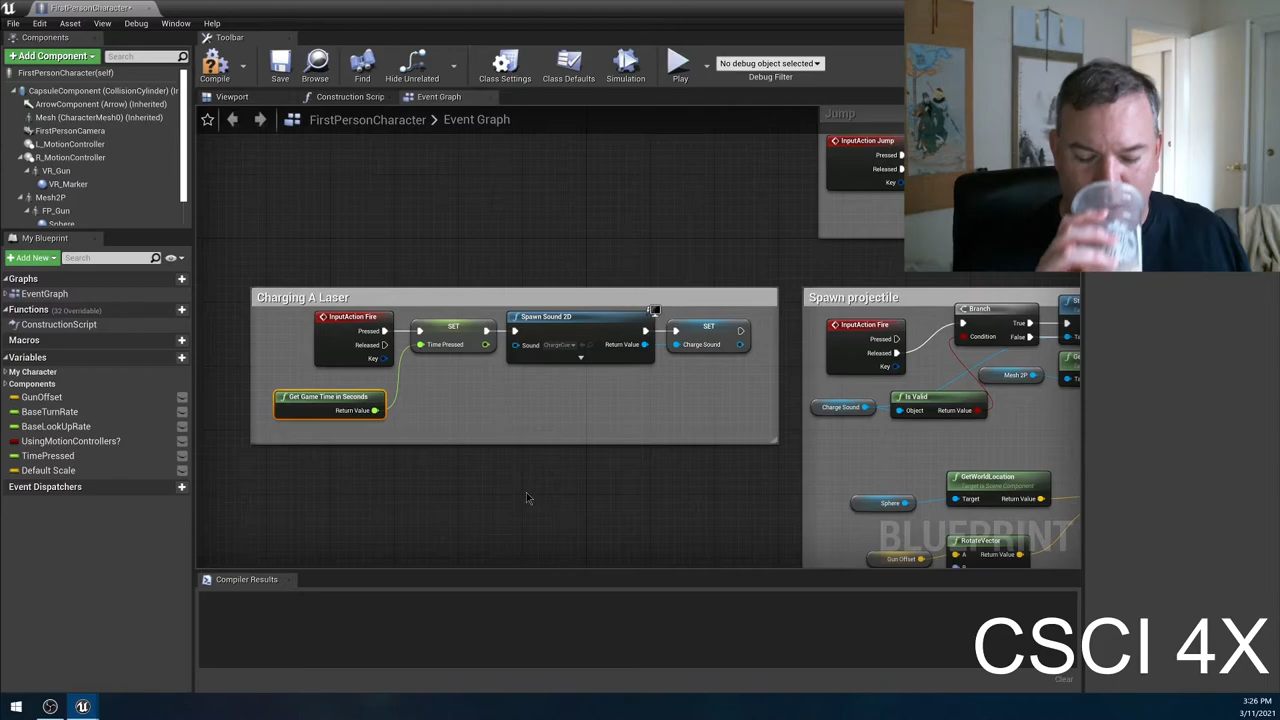 FirstPersonCharacter*
File Edit Asset View Debug Window Help
Components
Add Component
Search
FirstPersonCharacter(self)
CapsuleComponent (CollisionCylinder) (In
ArrowComponent (Arrow) (Inherited)
Mesh (CharacterMesh0) (Inherited)
FirstPersonCamera
L_MotionController
R_MotionController
VR_Gun
VR_Marker
Mesh2P
FP_Gun
Sphere
My Blueprint
Add New
Search
Graphs
EventGraph
Functions (32 Overridable)
ConstructionScript
Macros
Variables
My Character
Components
GunOffset
BaseTurnRate
BaseLookUpRate
UsingMotionControllers?
TimePressed
Default Scale
Event Dispatchers
Toolbar
Compile Save Browse Find Hide Unrelated Class Settings Class Defaults Simulation Play
No debug object selected
Debug Filter
Viewport Construction Scrip Event Graph
FirstPersonCharacter > Event Graph
Jump
InputAction Jump
Pressed
Released
Key
Charging A Laser
InputAction Fire
Pressed
Released
Key
SET
Time Pressed
Spawn Sound 2D
Sound ChargeCue
Return Value
SET
Charge Sound
Get Game Time in Seconds
Return Value
Spawn projectile
InputAction Fire
Pressed
Released
Key
Branch
True
Condition False
Mesh 2P
Charge Sound
Is Valid
Object Return Value
GetWorldLocation
Target is Scene Component
Target Return Value
Sphere
RotateVector
A Return Value
B
Gun Offset
BLUEPRINT
Compiler Results
Clear
CSCI 4X
3:26 PM
3/11/2021